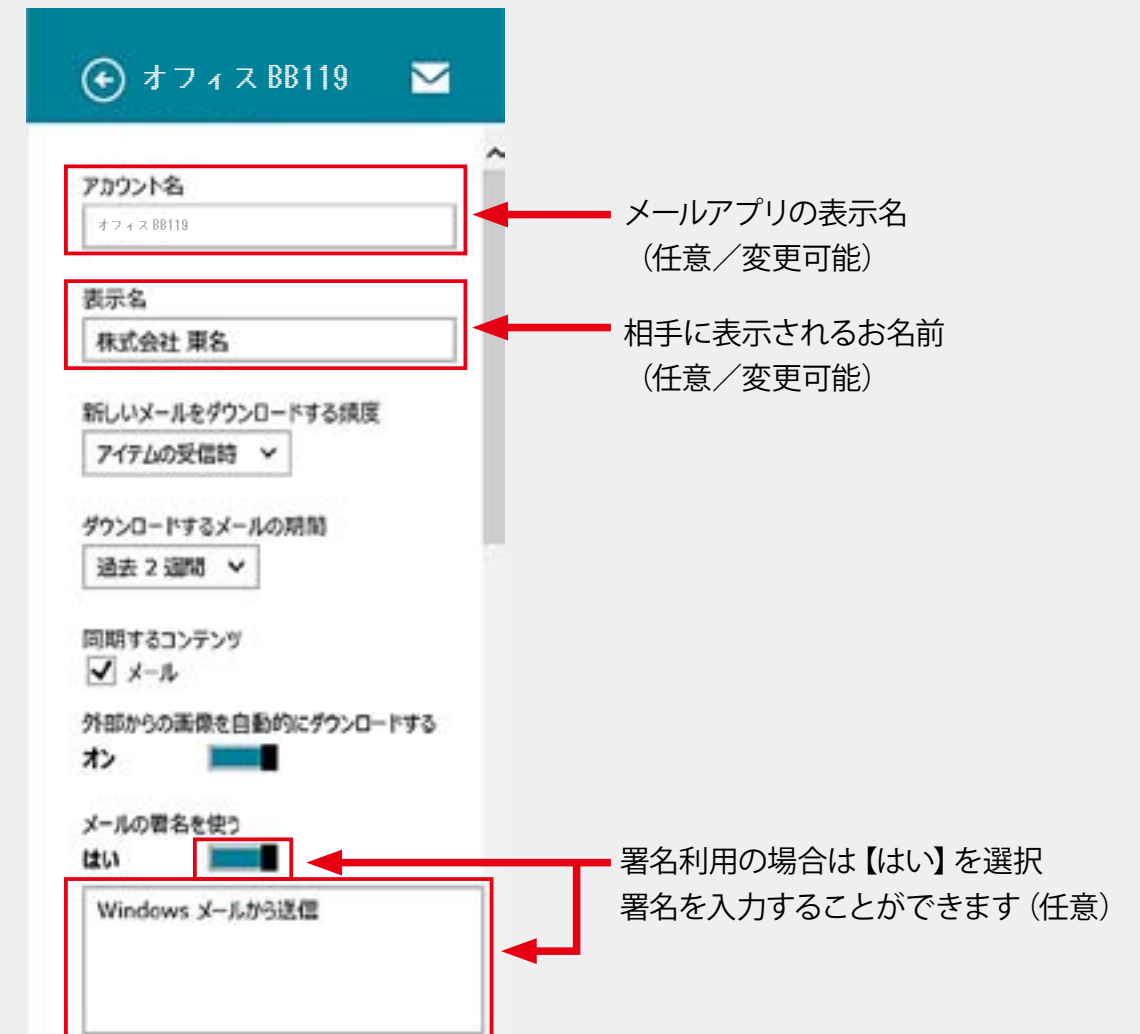 オフィス BB119
アカウント名
オフィス BB119
メールアプリの表示名
（任意／変更可能）
表示名
株式会社 東名
相手に表示されるお名前
（任意／変更可能）
新しいメールをダウンロードする頻度
アイテムの受信時
ダウンロードするメールの期間
過去 2 週間
同期するコンテンツ
メール
外部からの画像を自動的にダウンロードする
オン
メールの署名を使う
はい
署名利用の場合は【はい】を選択
署名を入力することができます（任意）
Windows メールから送信